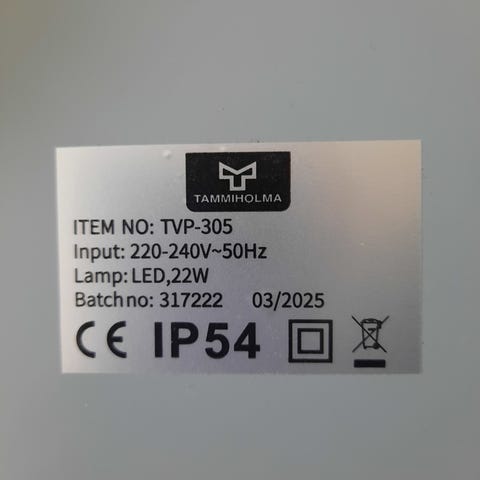 TAMMIHOLMA
ITEM NO: TVP-305
Input: 220-240V~50Hz
Lamp: LED,22W
Batch no: 317222 03/2025
CE IP54